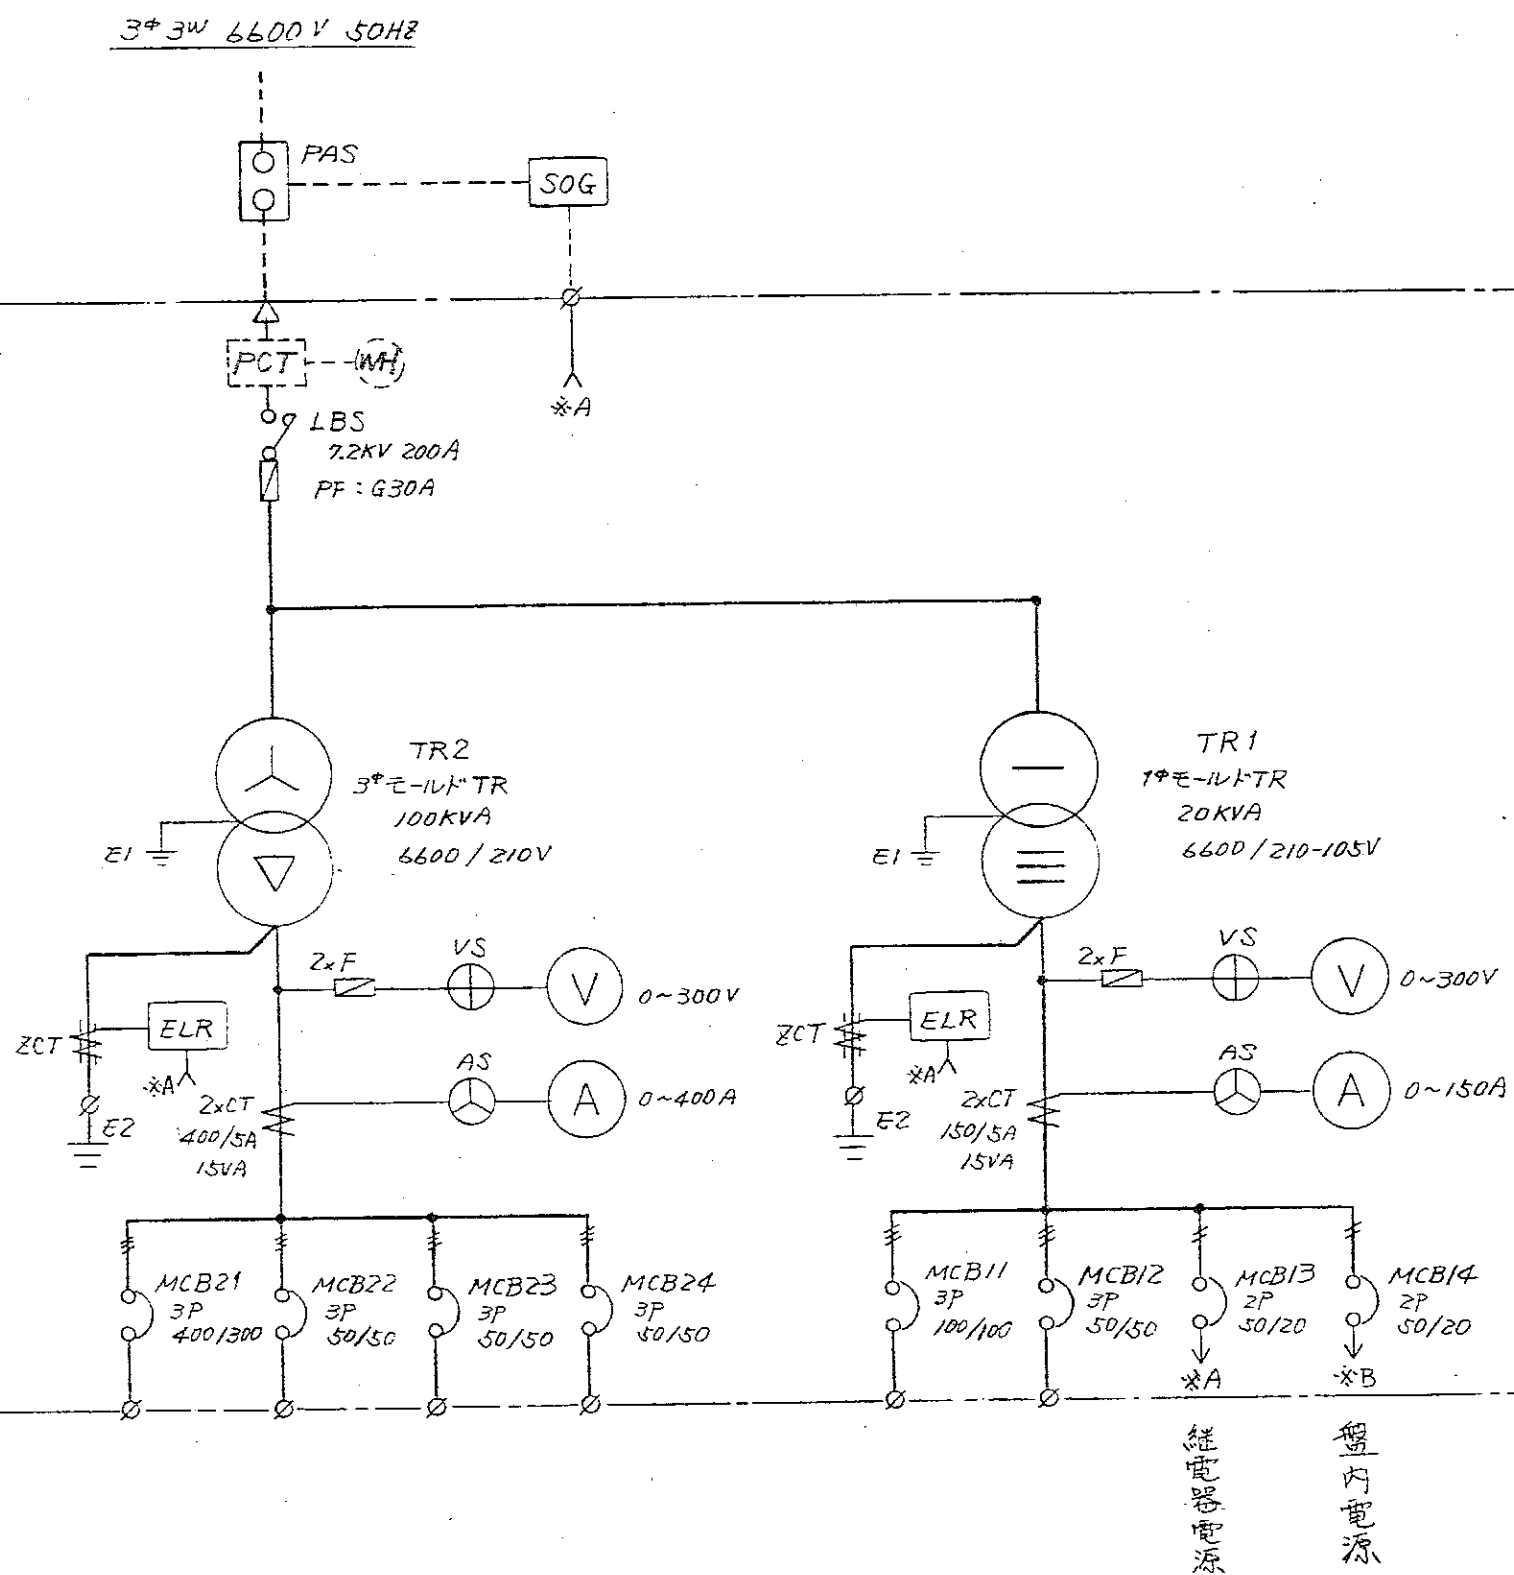 3φ3W 6600V 50HZ
PAS
SOG
PCT
WH
※A
LBS
7.2KV 200A
PF:G30A
TR2
3φモールドTR
100KVA
6600/210V
E1
TR1
1φモールドTR
20KVA
6600/210-105V
E1
2×F
VS
V
0~300V
ZCT
ELR
※A
AS
A
0~400A
2×CT
400/5A
15VA
E2
2×F
VS
V
0~300V
ZCT
ELR
※A
AS
A
0~150A
2×CT
150/5A
15VA
E2
MCB21
3P
400/300
MCB22
3P
50/50
MCB23
3P
50/50
MCB24
3P
50/50
MCB11
3P
100/100
MCB12
3P
50/50
MCB13
2P
50/20
※A
MCB14
2P
50/20
※B
継電器電源
盤内電源